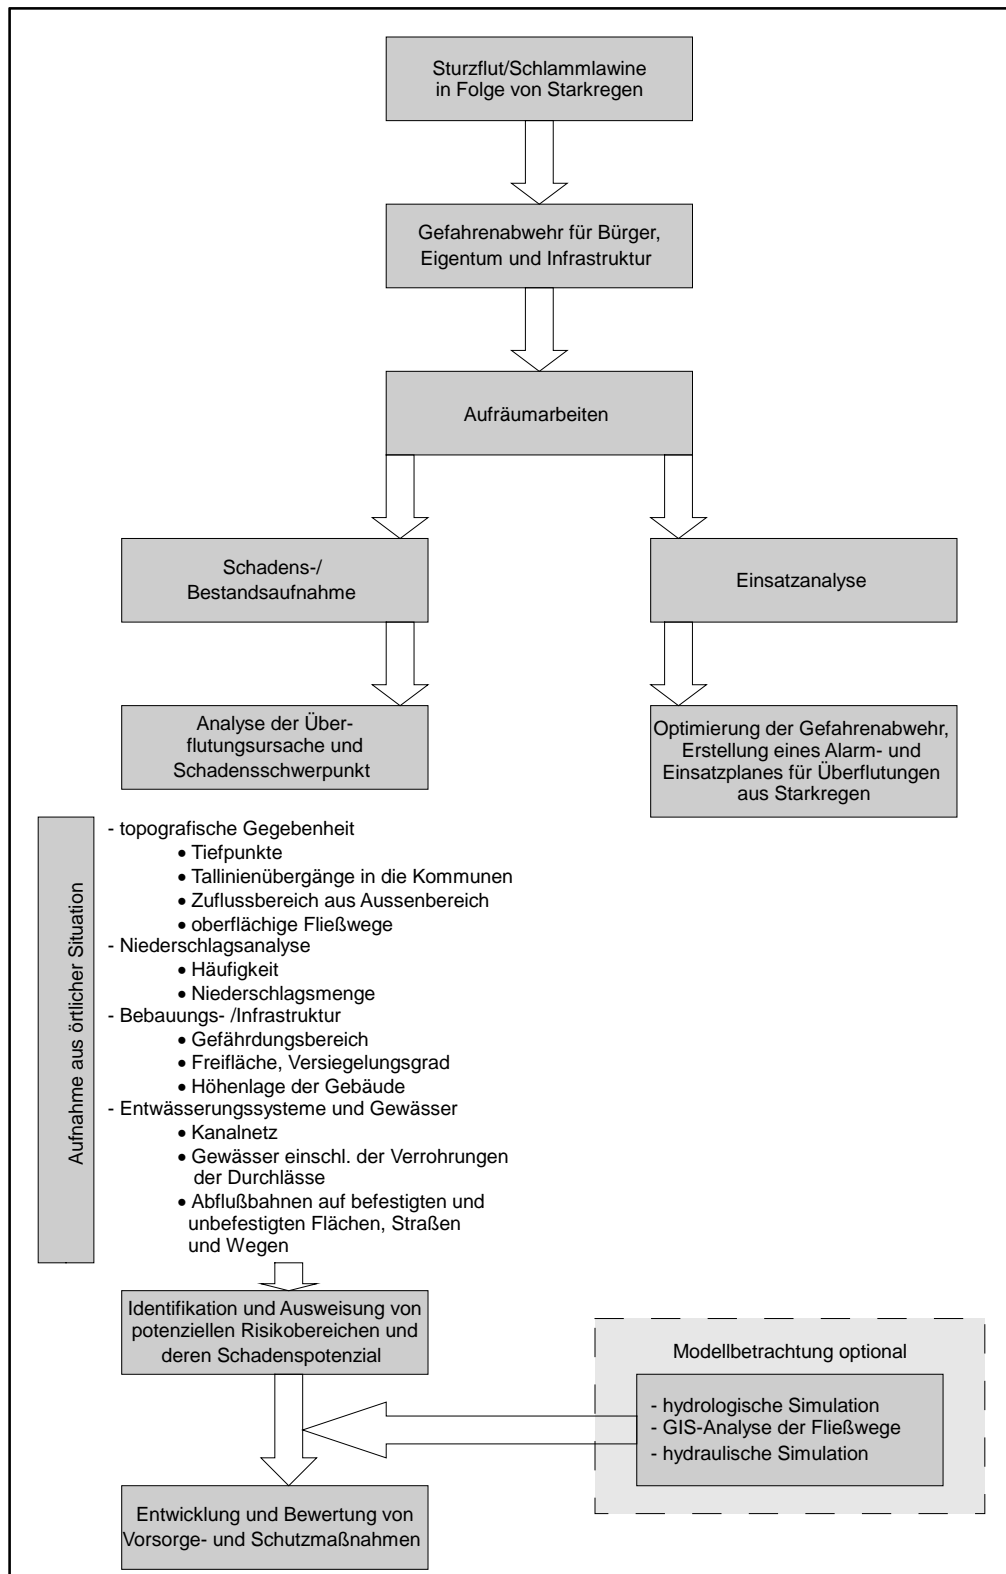 Sturzflut/Schlammlawine
in Folge von Starkregen
Gefahrenabwehr für Bürger,
Eigentum und Infrastruktur
Aufräumarbeiten
Schadens-/
Bestandsaufnahme
Einsatzanalyse
Analyse der Über-
flutungsursache und
Schadensschwerpunkt
Optimierung der Gefahrenabwehr,
Erstellung eines Alarm- und
Einsatzplanes für Überflutungen
aus Starkregen
Aufnahme aus örtlicher Situation
- topografische Gegebenheit
• Tiefpunkte
• Tallinienübergänge in die Kommunen
• Zuflussbereich aus Aussenbereich
• oberflächige Fließwege
- Niederschlagsanalyse
• Häufigkeit
• Niederschlagsmenge
- Bebauungs- /Infrastruktur
• Gefährdungsbereich
• Freifläche, Versiegelungsgrad
• Höhenlage der Gebäude
- Entwässerungssysteme und Gewässer
• Kanalnetz
• Gewässer einschl. der Verrohrungen
der Durchlässe
• Abflußbahnen auf befestigten und
unbefestigten Flächen, Straßen
und Wegen
Identifikation und Ausweisung von
potenziellen Risikobereichen und
deren Schadenspotenzial
Modellbetrachtung optional
- hydrologische Simulation
- GIS-Analyse der Fließwege
- hydraulische Simulation
Entwicklung und Bewertung von
Vorsorge- und Schutzmaßnahmen